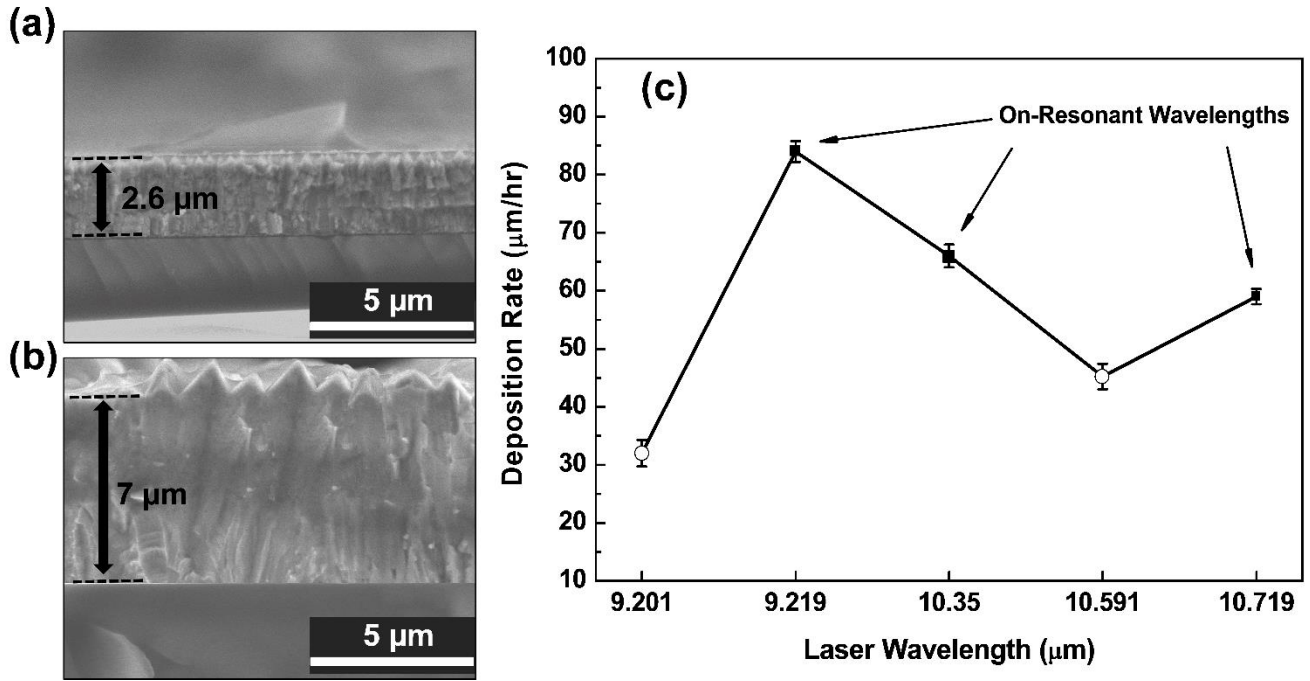 (a)
2.6 μm
5 μm
(b)
7 μm
5 μm
(c)
On-Resonant Wavelengths
Deposition Rate (μm/hr)
100
90
80
70
60
50
40
30
20
10
9.201 9.219 10.35 10.591 10.719
Laser Wavelength (μm)